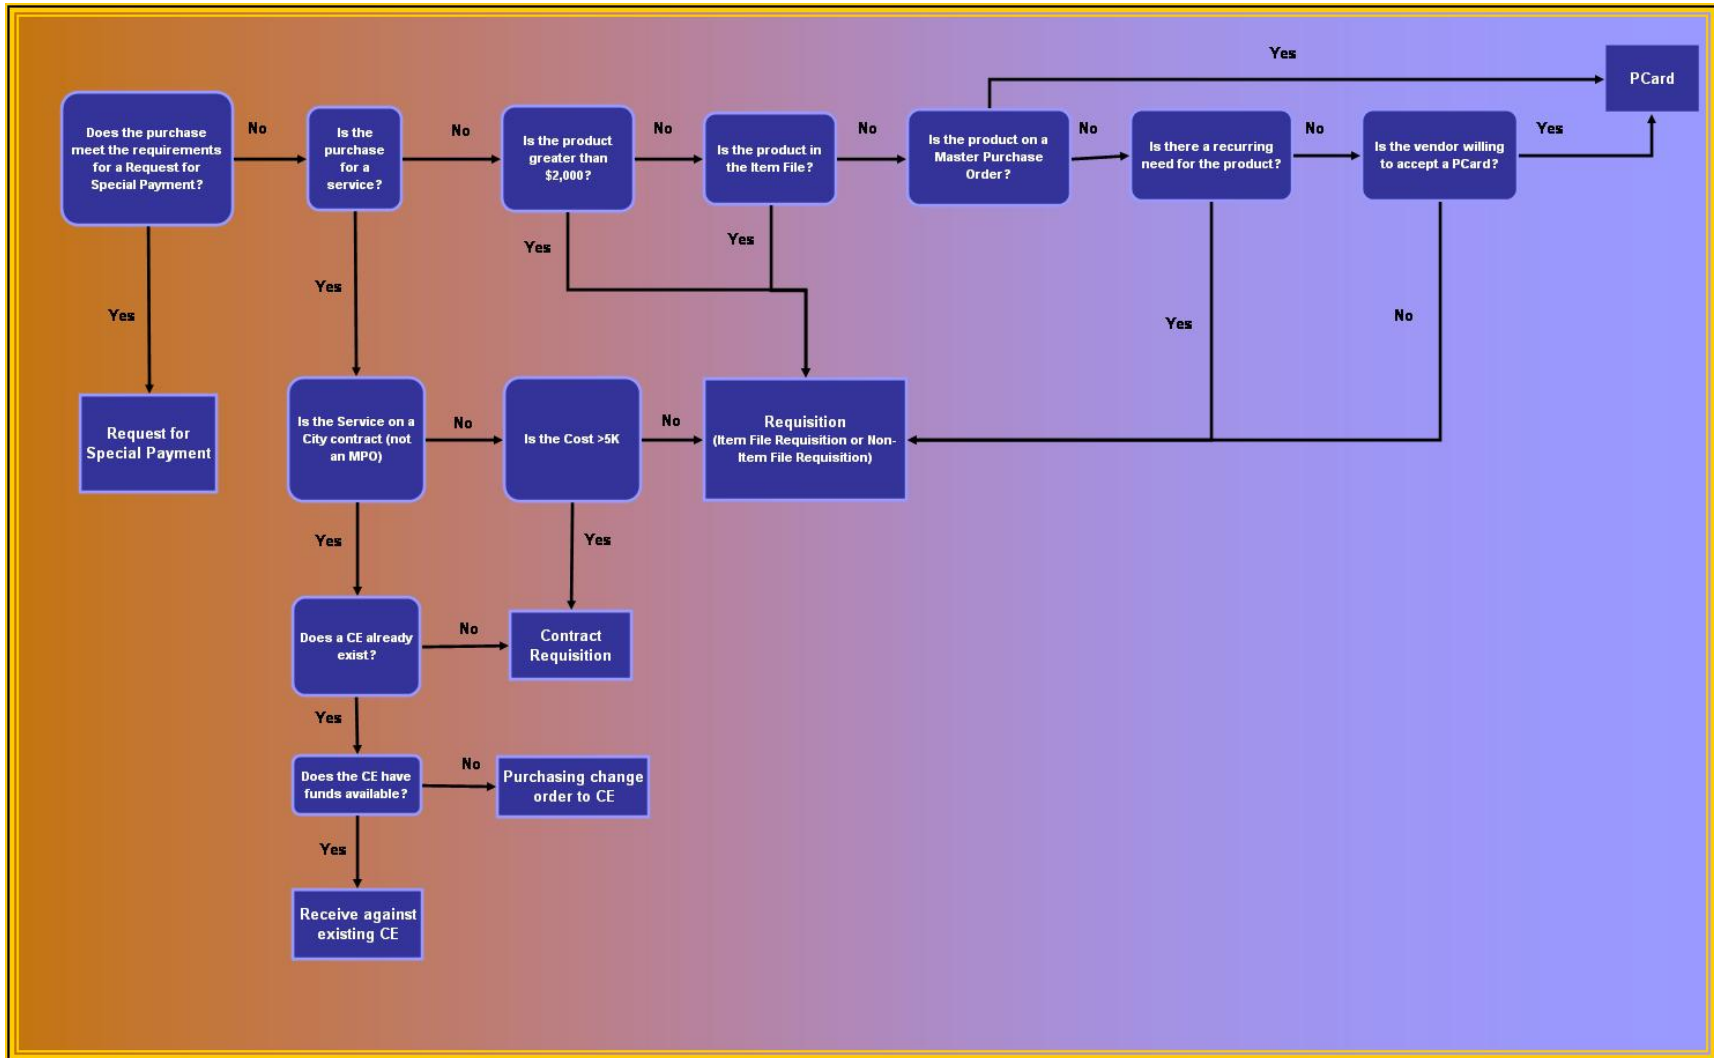 Yes
PCard
Does the purchase
meet the requirements
for a Request for
Special Payment?
No
Is the
purchase
for a
service?
No
Is the product
greater than
$2,000?
No
Is the product in
the Item File?
No
Is the product on a
Master Purchase
Order?
No
Is there a recurring
need for the product?
No
Is the vendor willing
to accept a PCard?
Yes
Yes
Yes
Yes
Yes
Yes
No
Request for
Special Payment
Is the Service on a
City contract (not
an MPO)
No
Is the Cost >5K
No
Requisition
(Item File Requisition or Non-
Item File Requisition)
Yes
Yes
Does a CE already
exist?
No
Contract
Requisition
Yes
Does the CE have
funds available?
No
Purchasing change
order to CE
Yes
Receive against
existing CE